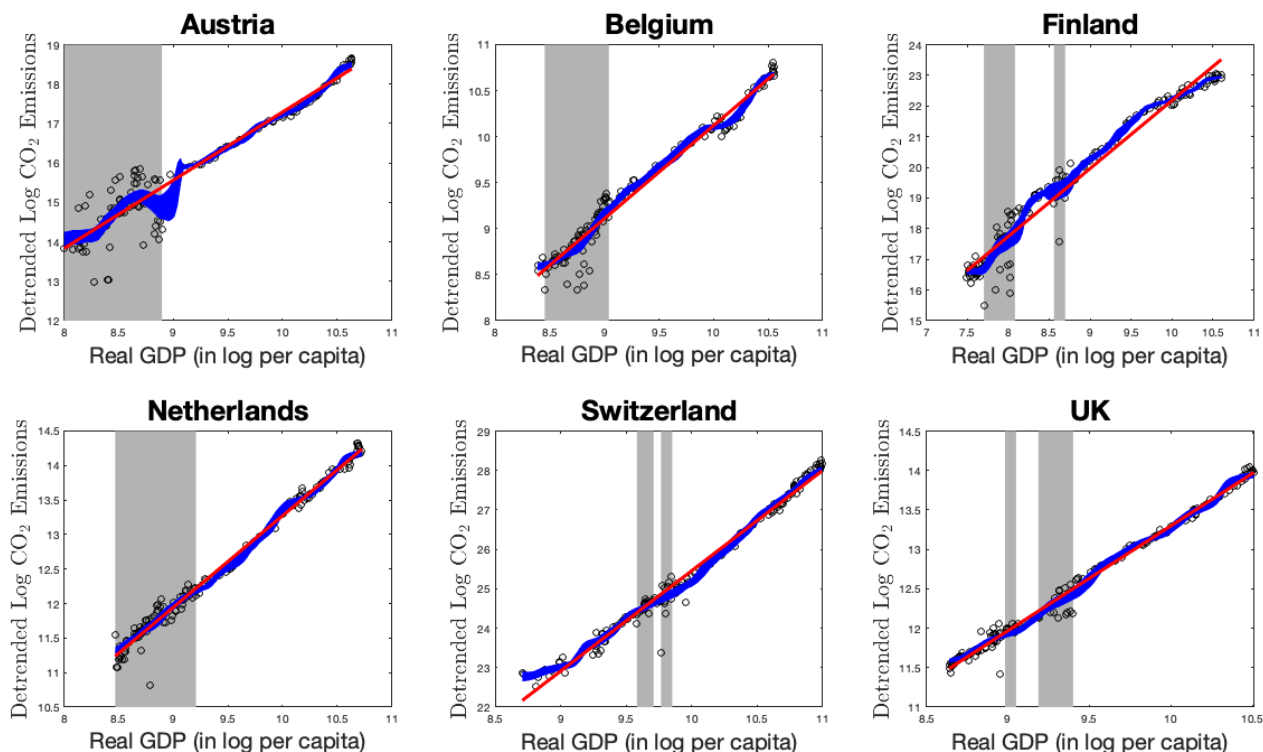 Austria
Detrended Log CO₂ Emissions
19
18
17
16
15
14
13
12
8 8.5 9 9.5 10 10.5 11
Real GDP (in log per capita)
Belgium
Detrended Log CO₂ Emissions
11
10.5
10
9.5
9
8.5
8
8 8.5 9 9.5 10 10.5 11
Real GDP (in log per capita)
Finland
Detrended Log CO₂ Emissions
24
23
22
21
20
19
18
17
16
15
7 7.5 8 8.5 9 9.5 10 10.5 11
Real GDP (in log per capita)
Netherlands
Detrended Log CO₂ Emissions
14.5
14
13.5
13
12.5
12
11.5
11
10.5
8 8.5 9 9.5 10 10.5 11
Real GDP (in log per capita)
Switzerland
Detrended Log CO₂ Emissions
29
28
27
26
25
24
23
22
8.5 9 9.5 10 10.5 11
Real GDP (in log per capita)
UK
Detrended Log CO₂ Emissions
14.5
14
13.5
13
12.5
12
11.5
11
8.5 9 9.5 10 10.5
Real GDP (in log per capita)